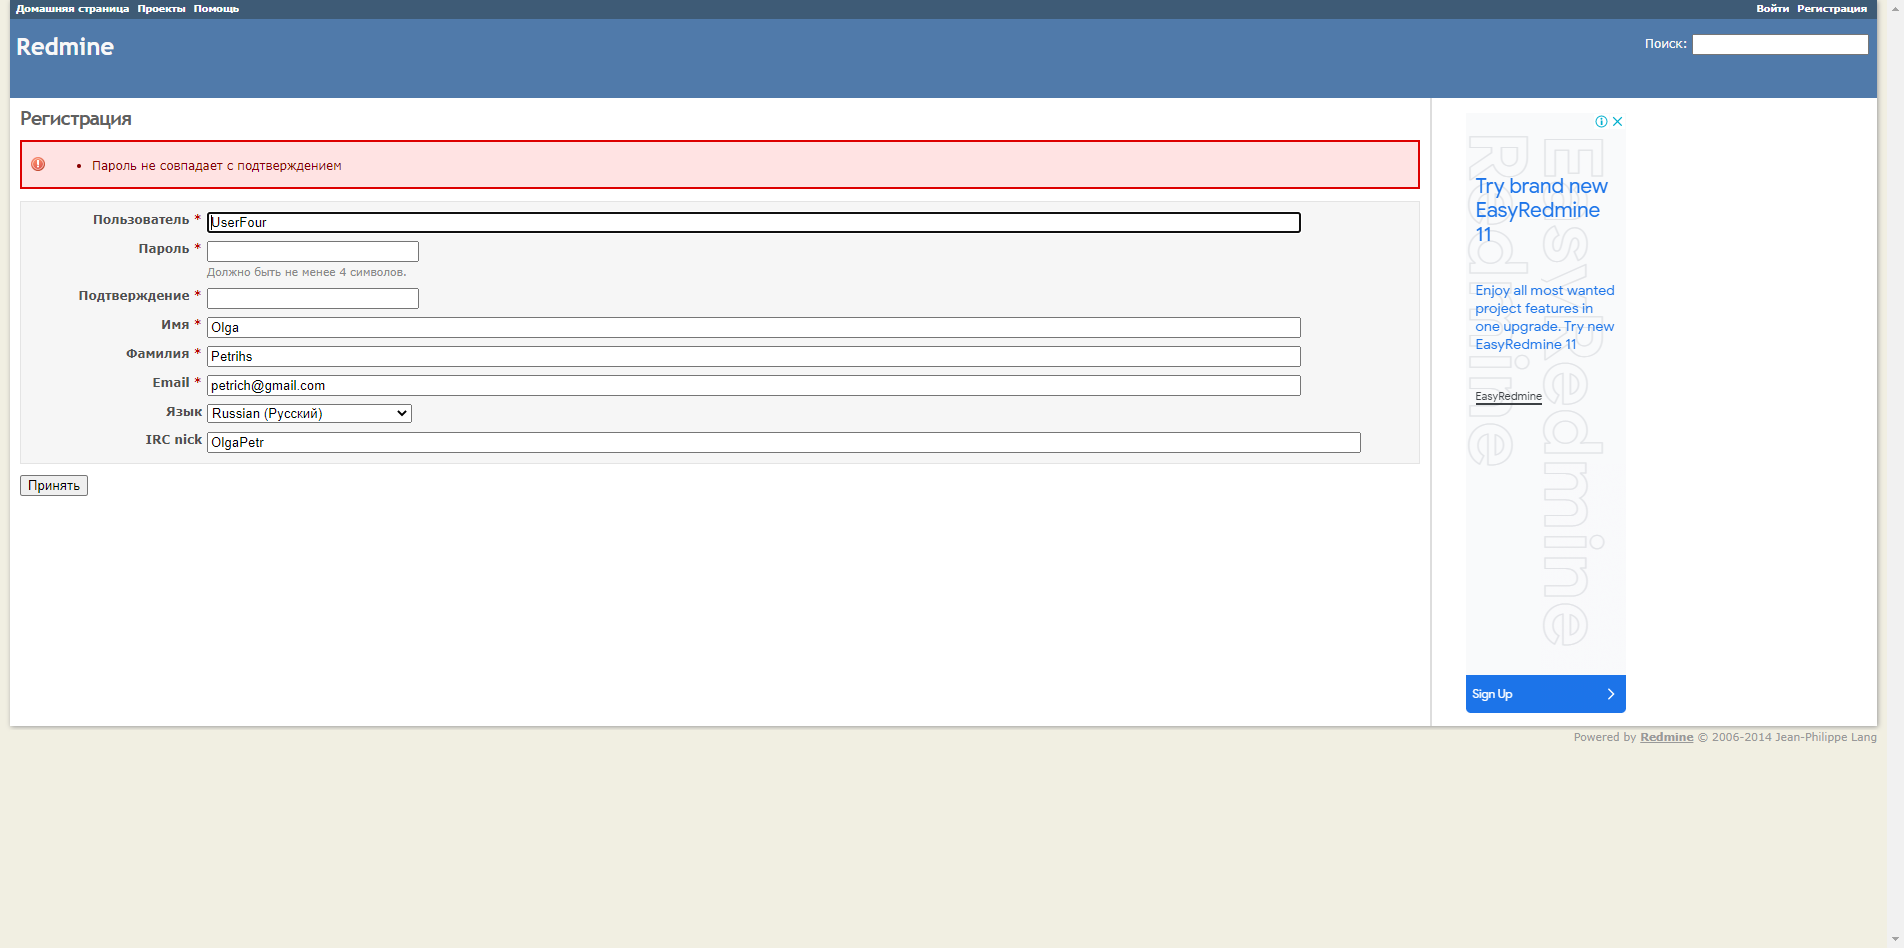 Домашняя страница Проекты Помощь
Войти Регистрация
Redmine
Поиск:
Регистрация
Пароль не совпадает с подтверждением
Пользователь * UserFour
Пароль *
Должно быть не менее 4 символов.
Подтверждение *
Имя * Olga
Фамилия * Petrihs
Email * petrich@gmail.com
Язык Russian (Русский)
IRC nick OlgaPetr
Принять
EasyRedmine
Redmine
Try brand new
EasyRedmine
11
Enjoy all most wanted
project features in
one upgrade. Try new
EasyRedmine 11
EasyRedmine
Sign Up
Powered by Redmine © 2006-2014 Jean-Philippe Lang